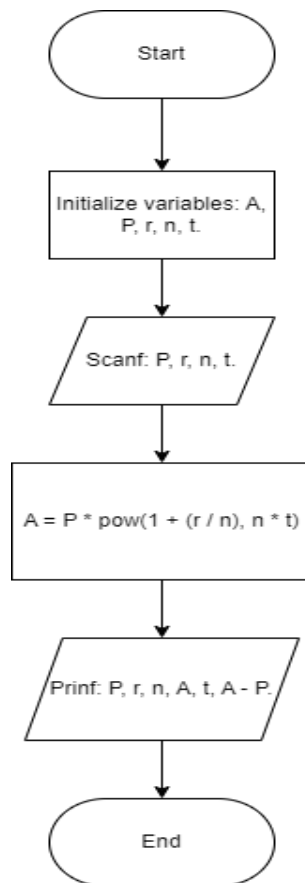 Start
Initialize variables: A,
P, r, n, t.
Scanf: P, r, n, t.
A = P * pow(1 + (r / n), n * t)
Prinf: P, r, n, A, t, A - P.
End